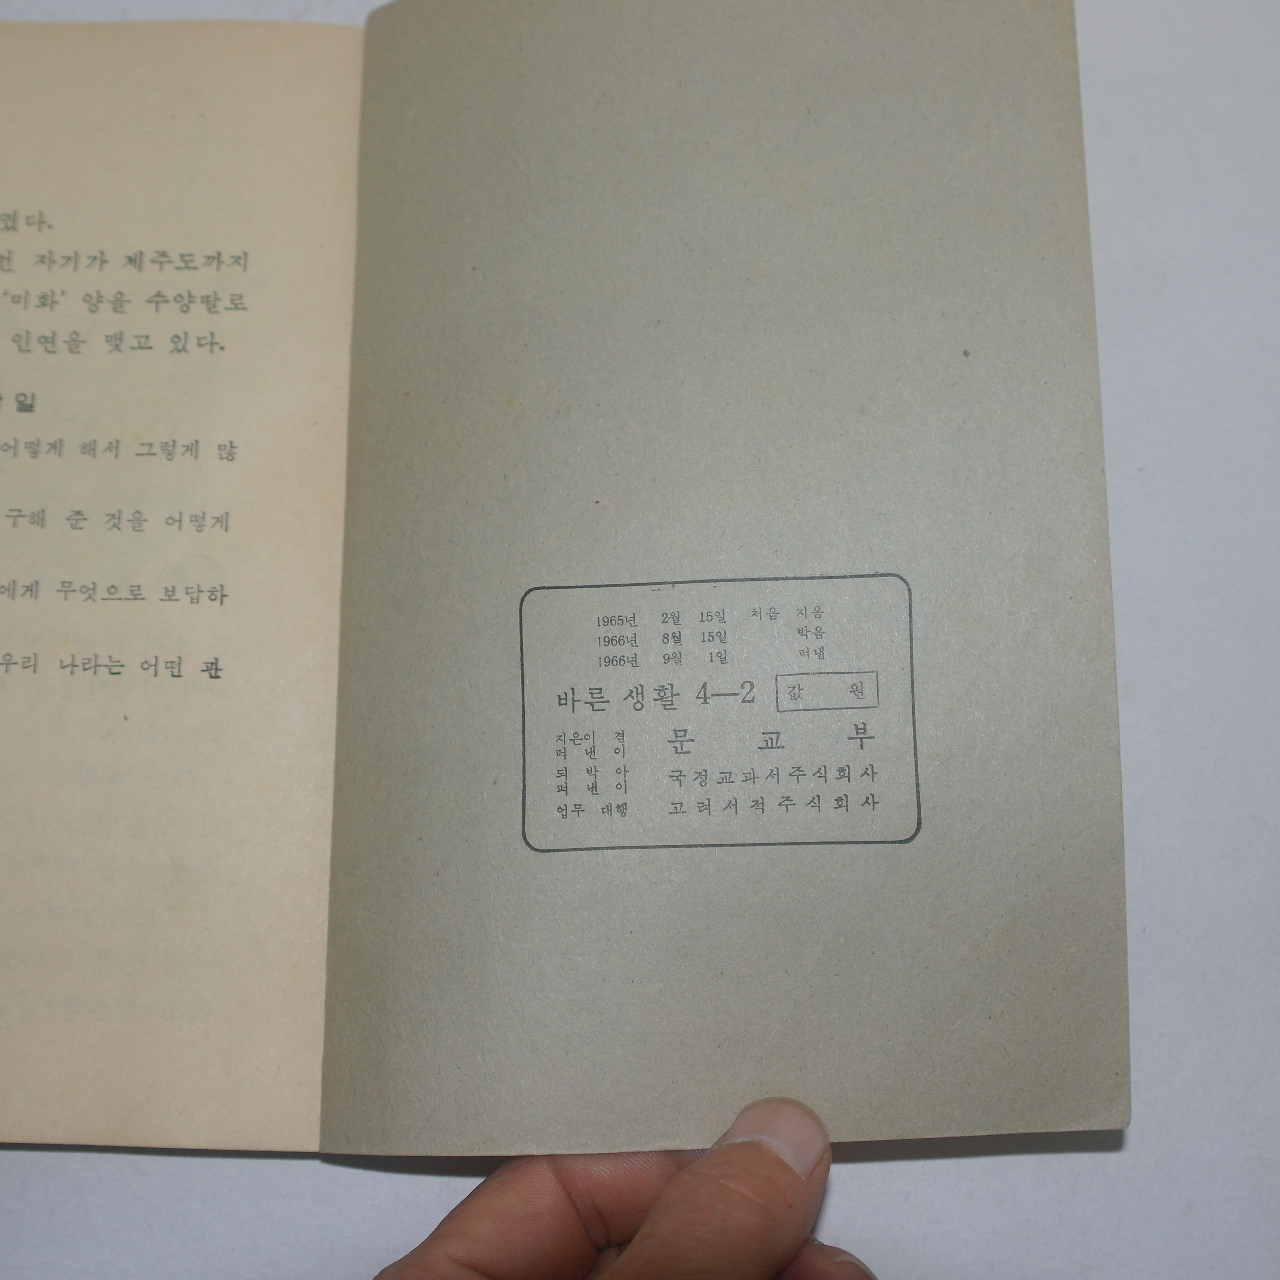 였다.
자기가 제주도까지
‘미화’ 양을 수양딸로
인연을 맺고 있다.
일
어떻게 해서 그렇게 많
구해 준 것을 어떻게
에게 무엇으로 보답하
우리 나라는 어떤 관
1965년 2월 15일 처음 지음
1966년 8월 15일 박음
1966년 9월 1일 펴냄
바른 생활 4—2 값 원
지은이 겸
펴낸이 문교부
되박아
펴낸이 국정교과서주식회사
업무 대행 고려서적주식회사